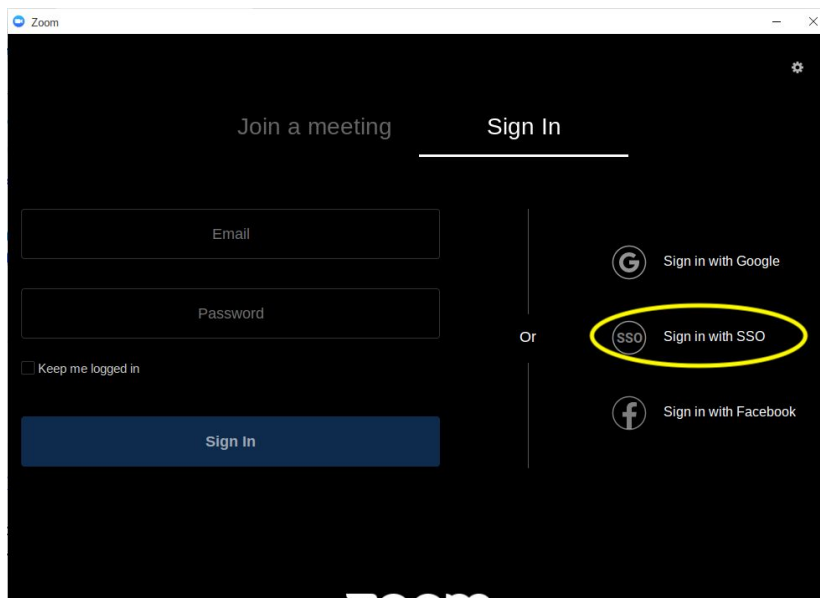 Zoom
Join a meeting
Sign In
Email
Password
Keep me logged in
Sign In
Or
G
Sign in with Google
SSO
Sign in with SSO
f
Sign in with Facebook
zoom